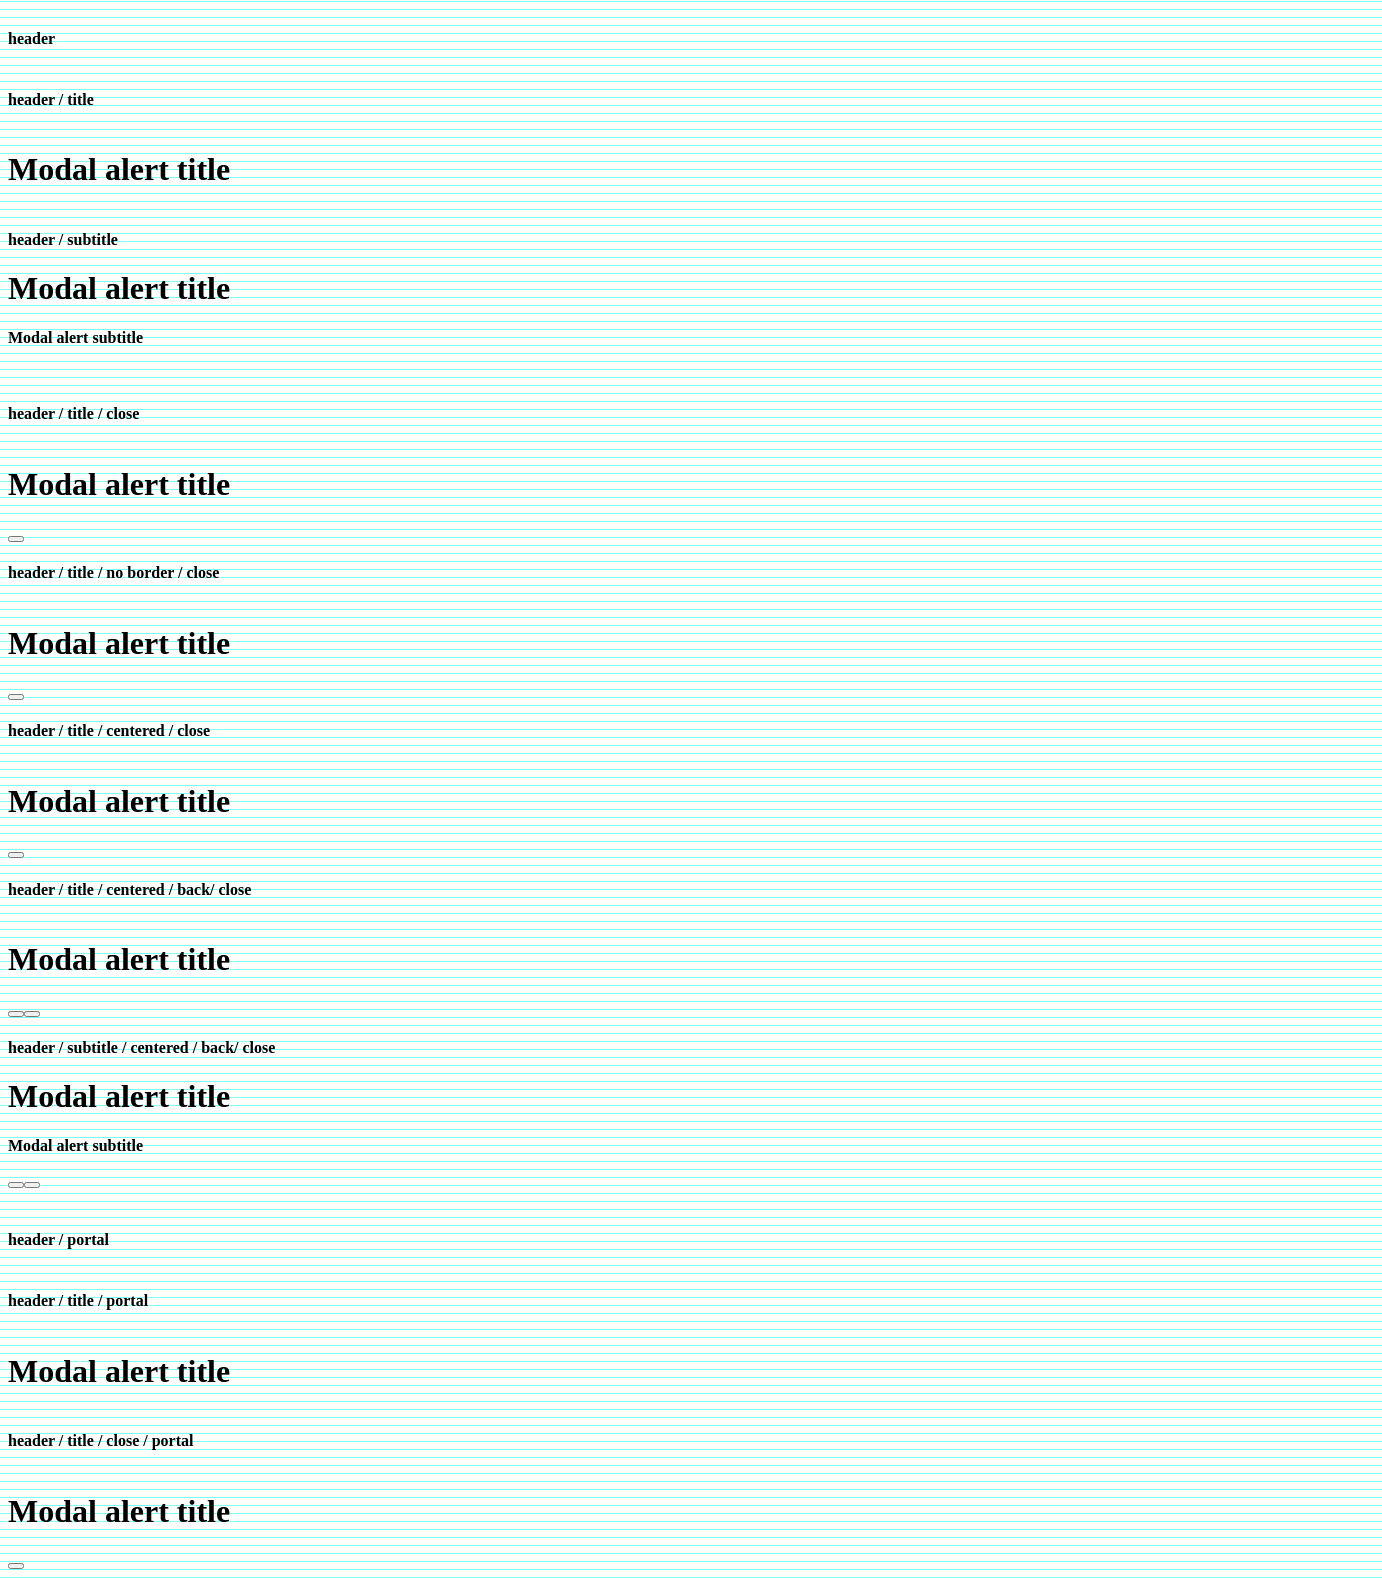 header
header / title
Modal alert title
header / subtitle
Modal alert title
Modal alert subtitle
header / title / close
Modal alert title
header / title / no border / close
Modal alert title
header / title / centered / close
Modal alert title
header / title / centered / back/ close
Modal alert title
header / subtitle / centered / back/ close
Modal alert title
Modal alert subtitle
header / portal
header / title / portal
Modal alert title
header / title / close / portal
Modal alert title